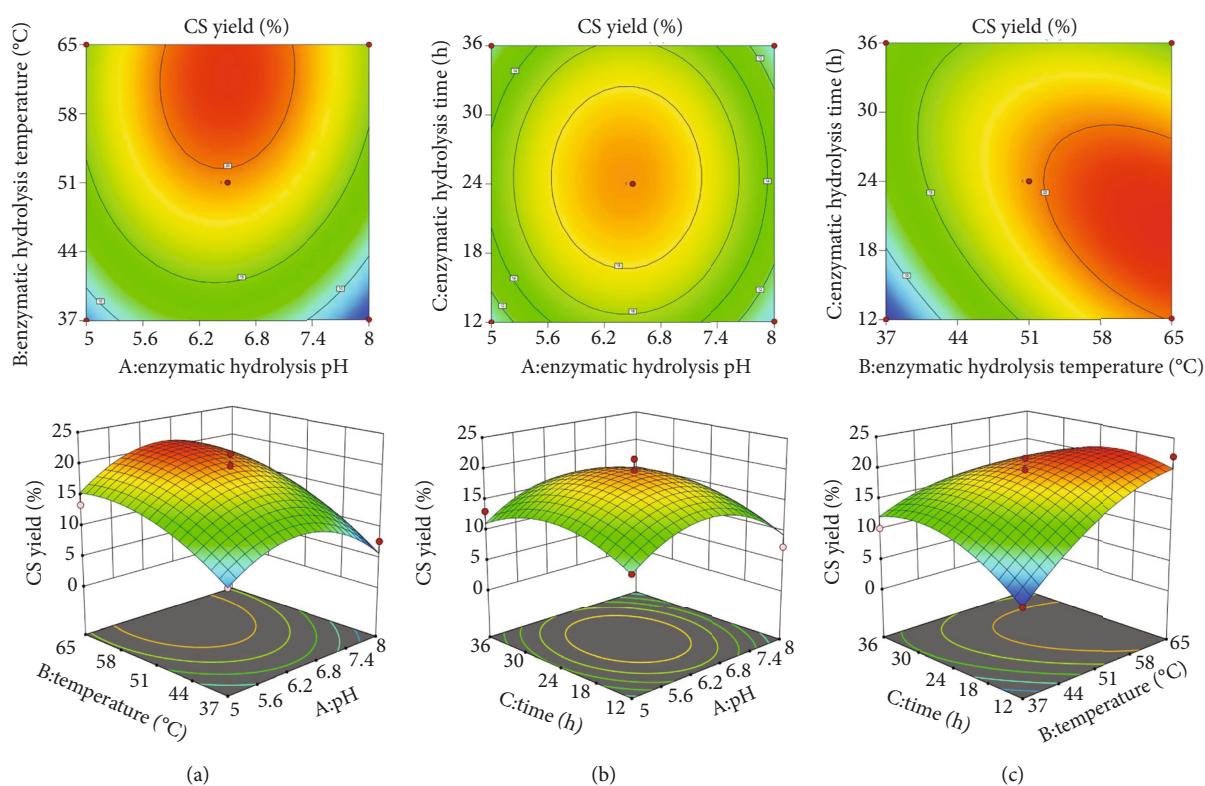 CS yield (%)
B:enzymatic hydrolysis temperature (°C)
65
58
51
44
37
5 5.6 6.2 6.8 7.4 8
A:enzymatic hydrolysis pH
CS yield (%)
C:enzymatic hydrolysis time (h)
36
30
24
18
12
5 5.6 6.2 6.8 7.4 8
A:enzymatic hydrolysis pH
CS yield (%)
C:enzymatic hydrolysis time (h)
36
30
24
18
12
37 44 51 58 65
B:enzymatic hydrolysis temperature (°C)
CS yield (%)
25
20
15
10
5
0
65
58
51
44
37
B:temperature (°C)
5
5.6
6.2
6.8
7.4
8
A:pH
(a)
CS yield (%)
25
20
15
10
5
0
36
30
24
18
12
C:time (h)
5
5.6
6.2
6.8
7.4
8
A:pH
(b)
CS yield (%)
25
20
15
10
5
0
36
30
24
18
12
C:time (h)
37
44
51
58
65
B:temperature (°C)
(c)